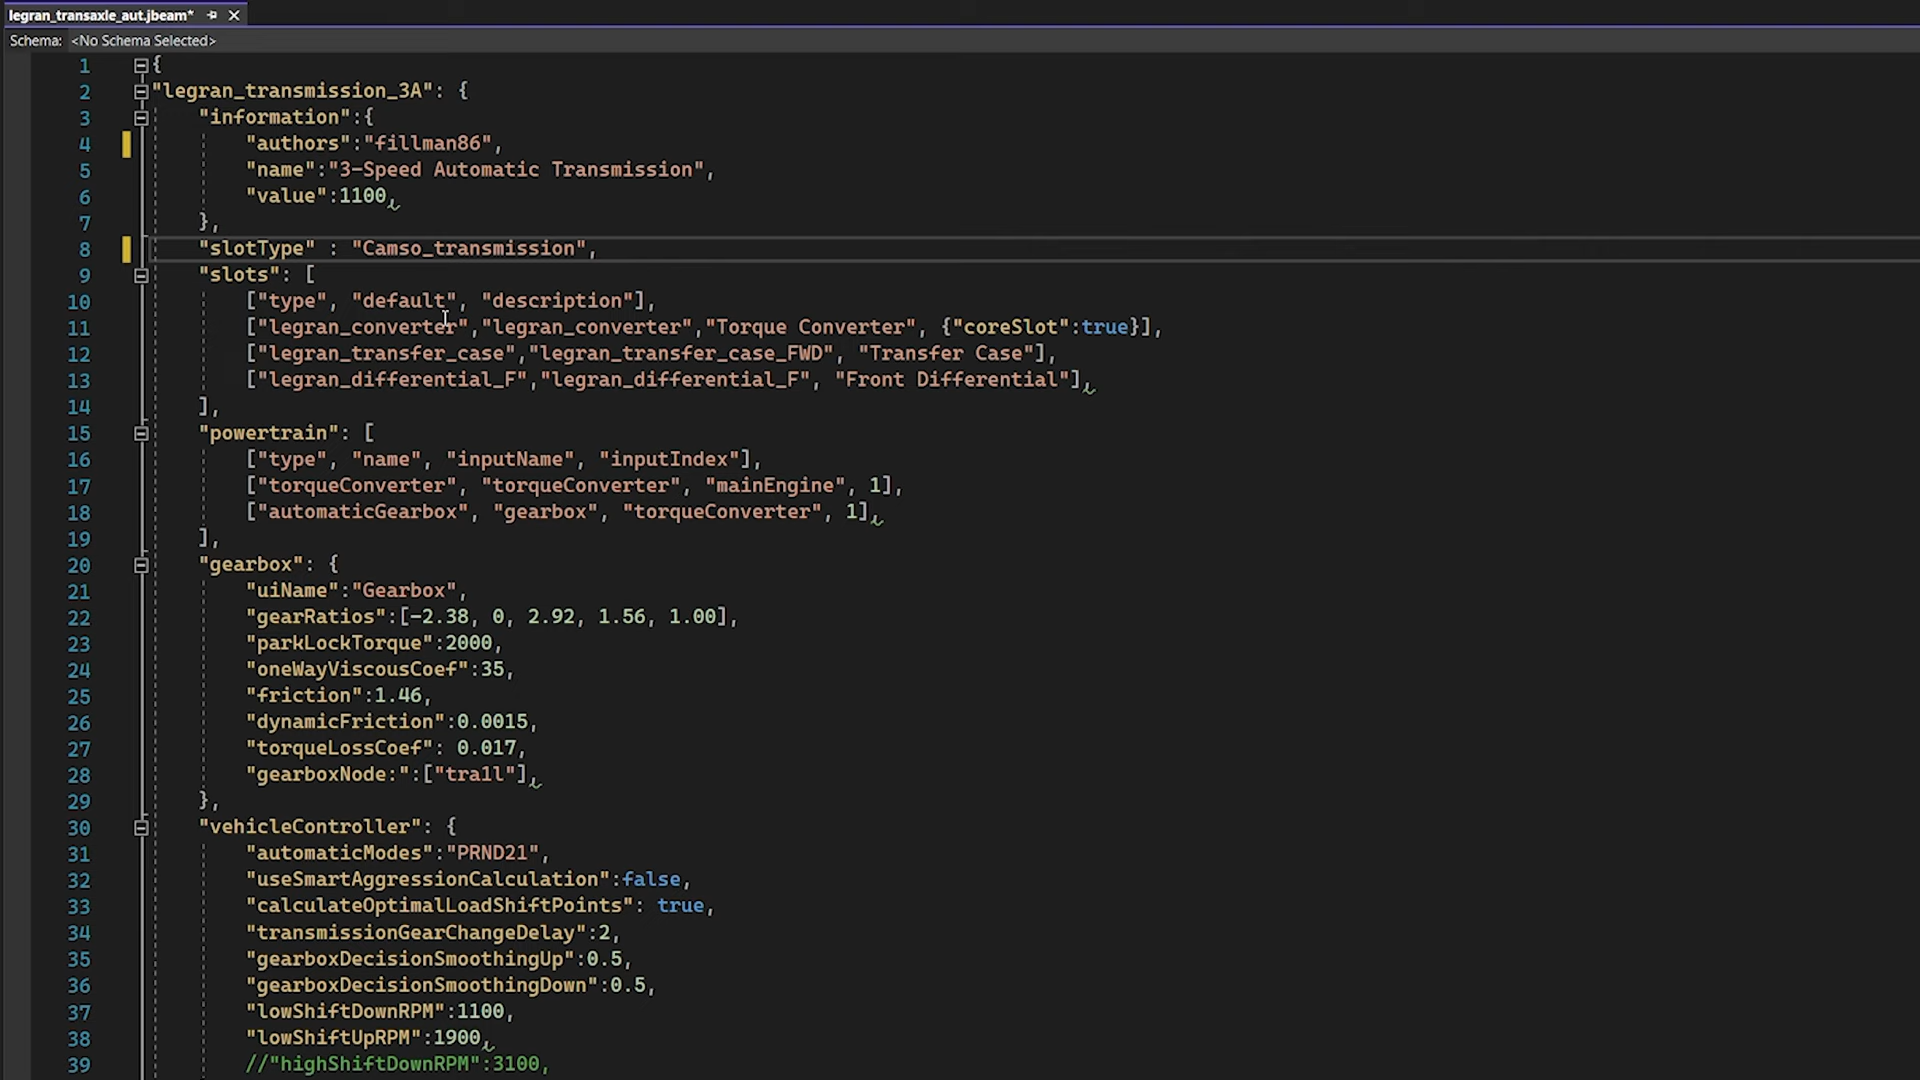 legran_transaxle_aut.jbeam*
Schema: <No Schema Selected>
1 {
2 "legran_transmission_3A": {
3 "information":{
4 "authors":"fillman86",
5 "name":"3-Speed Automatic Transmission",
6 "value":1100,
7 },
8 "slotType" : "Camso_transmission",
9 "slots": [
10 ["type", "default", "description"],
11 ["legran_converter","legran_converter","Torque Converter", {"coreSlot":true}],
12 ["legran_transfer_case","legran_transfer_case_FWD", "Transfer Case"],
13 ["legran_differential_F","legran_differential_F", "Front Differential"],
14 ],
15 "powertrain": [
16 ["type", "name", "inputName", "inputIndex"],
17 ["torqueConverter", "torqueConverter", "mainEngine", 1],
18 ["automaticGearbox", "gearbox", "torqueConverter", 1],
19 ],
20 "gearbox": {
21 "uiName":"Gearbox",
22 "gearRatios":[-2.38, 0, 2.92, 1.56, 1.00],
23 "parkLockTorque":2000,
24 "oneWayViscousCoef":35,
25 "friction":1.46,
26 "dynamicFriction":0.0015,
27 "torqueLossCoef": 0.017,
28 "gearboxNode:":["tra1l"],
29 },
30 "vehicleController": {
31 "automaticModes":"PRND21",
32 "useSmartAggressionCalculation":false,
33 "calculateOptimalLoadShiftPoints": true,
34 "transmissionGearChangeDelay":2,
35 "gearboxDecisionSmoothingUp":0.5,
36 "gearboxDecisionSmoothingDown":0.5,
37 "lowShiftDownRPM":1100,
38 "lowShiftUpRPM":1900,
39 //"highShiftDownRPM":3100,